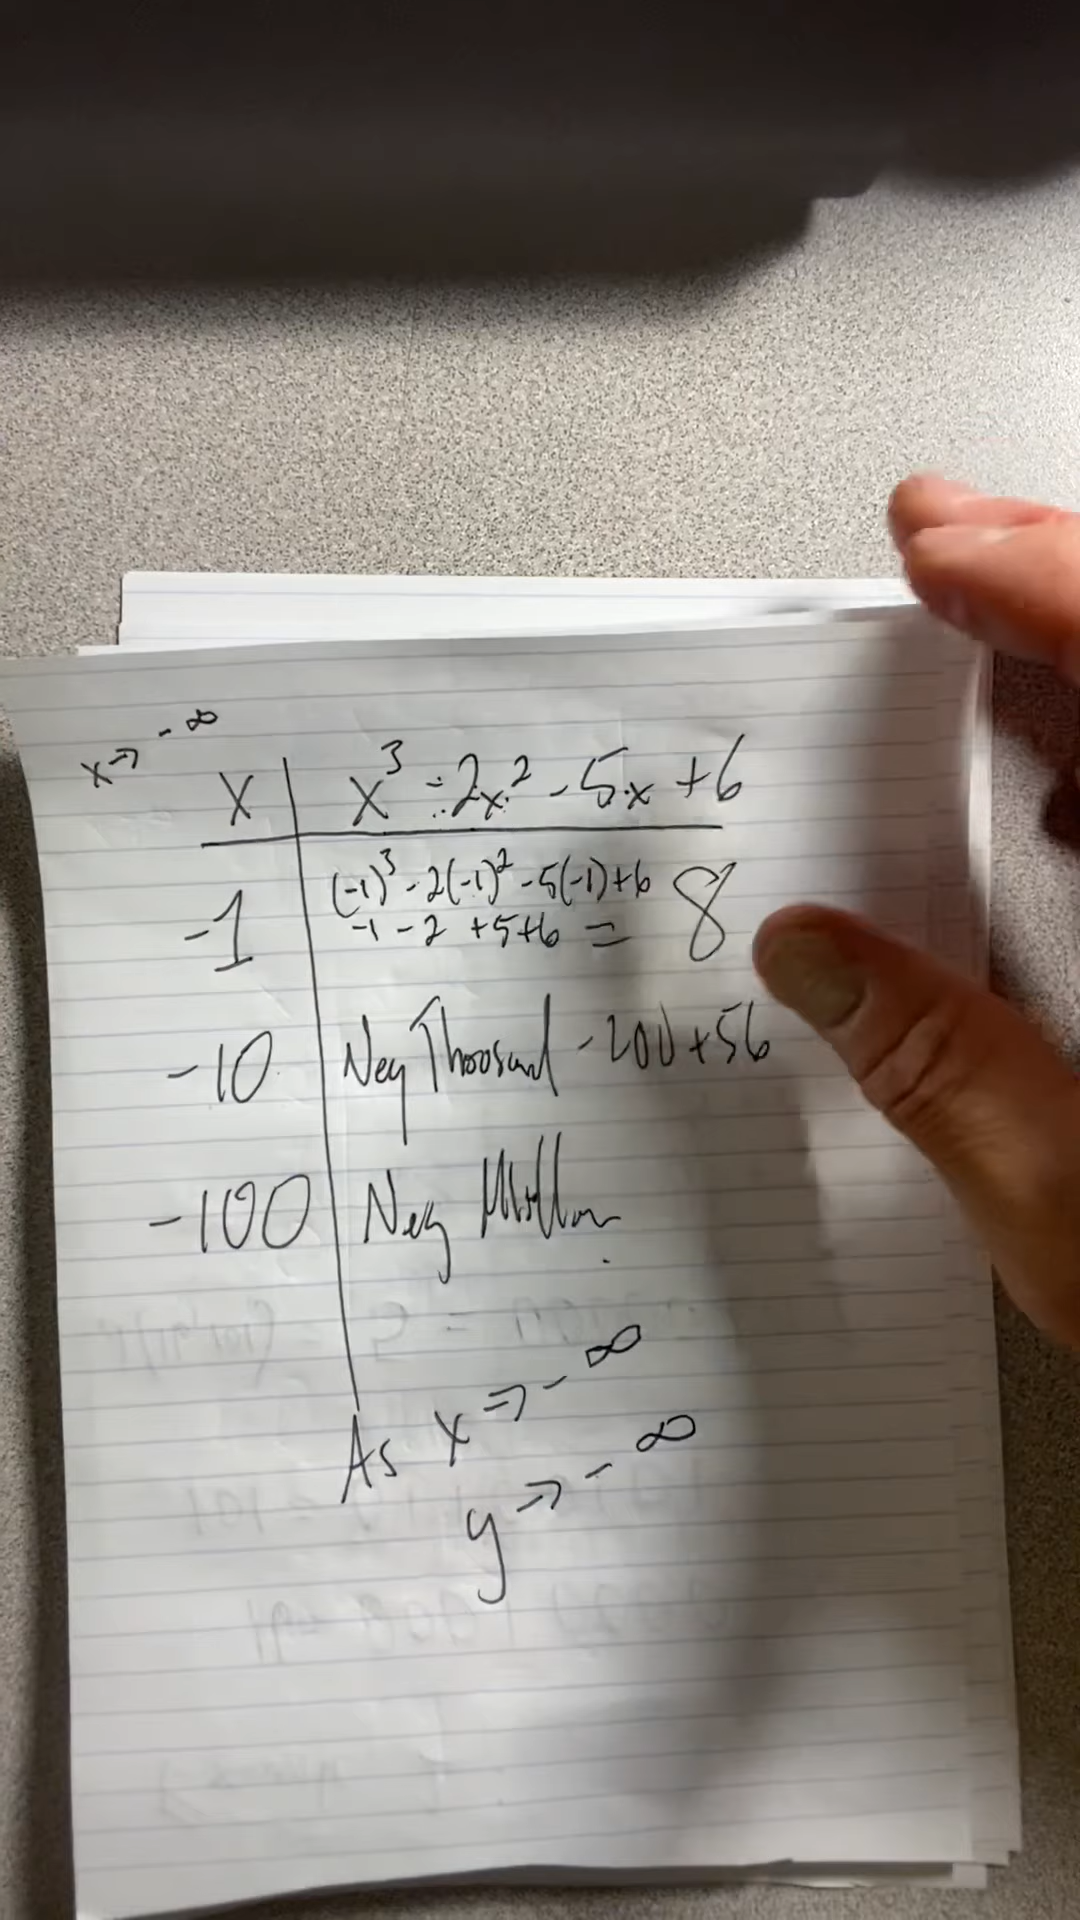 x→ -∞
x | x³ - 2x² - 5x + 6
-1 | (-1)³ - 2(-1)² - 5(-1) + 6
-1 - 2 + 5 + 6 = 8
-10 | Neg Thousand - 200 + 56
-100 | Neg Million
As x → -∞
y → -∞